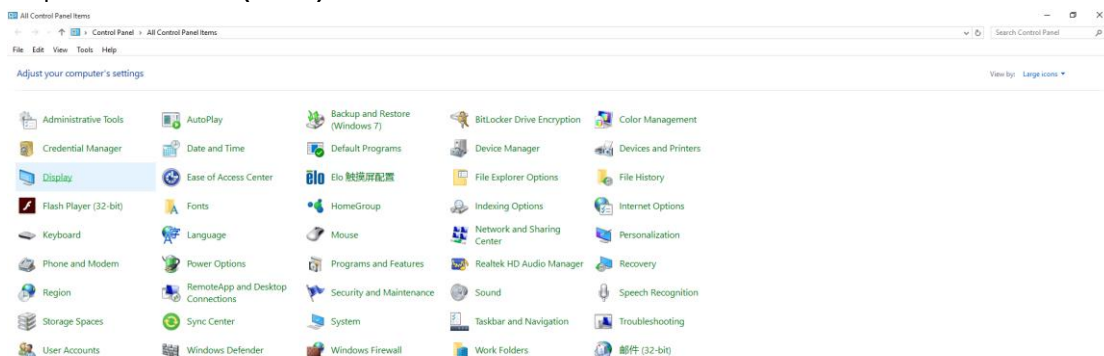 All Control Panel Items
Control Panel > All Control Panel Items
Search Control Panel
File Edit View Tools Help
Adjust your computer's settings
View by: Large icons
Administrative Tools
AutoPlay
Backup and Restore
(Windows 7)
BitLocker Drive Encryption
Color Management
Credential Manager
Date and Time
Default Programs
Device Manager
Devices and Printers
Display
Ease of Access Center
elo
Elo 触摸屏配置
File Explorer Options
File History
Flash Player (32-bit)
Fonts
HomeGroup
Indexing Options
Internet Options
Keyboard
Language
Mouse
Network and Sharing
Center
Personalization
Phone and Modem
Power Options
Programs and Features
Realtek HD Audio Manager
Recovery
Region
RemoteApp and Desktop
Connections
Security and Maintenance
Sound
Speech Recognition
Storage Spaces
Sync Center
System
Taskbar and Navigation
Troubleshooting
User Accounts
Windows Defender
Windows Firewall
Work Folders
邮件 (32-bit)